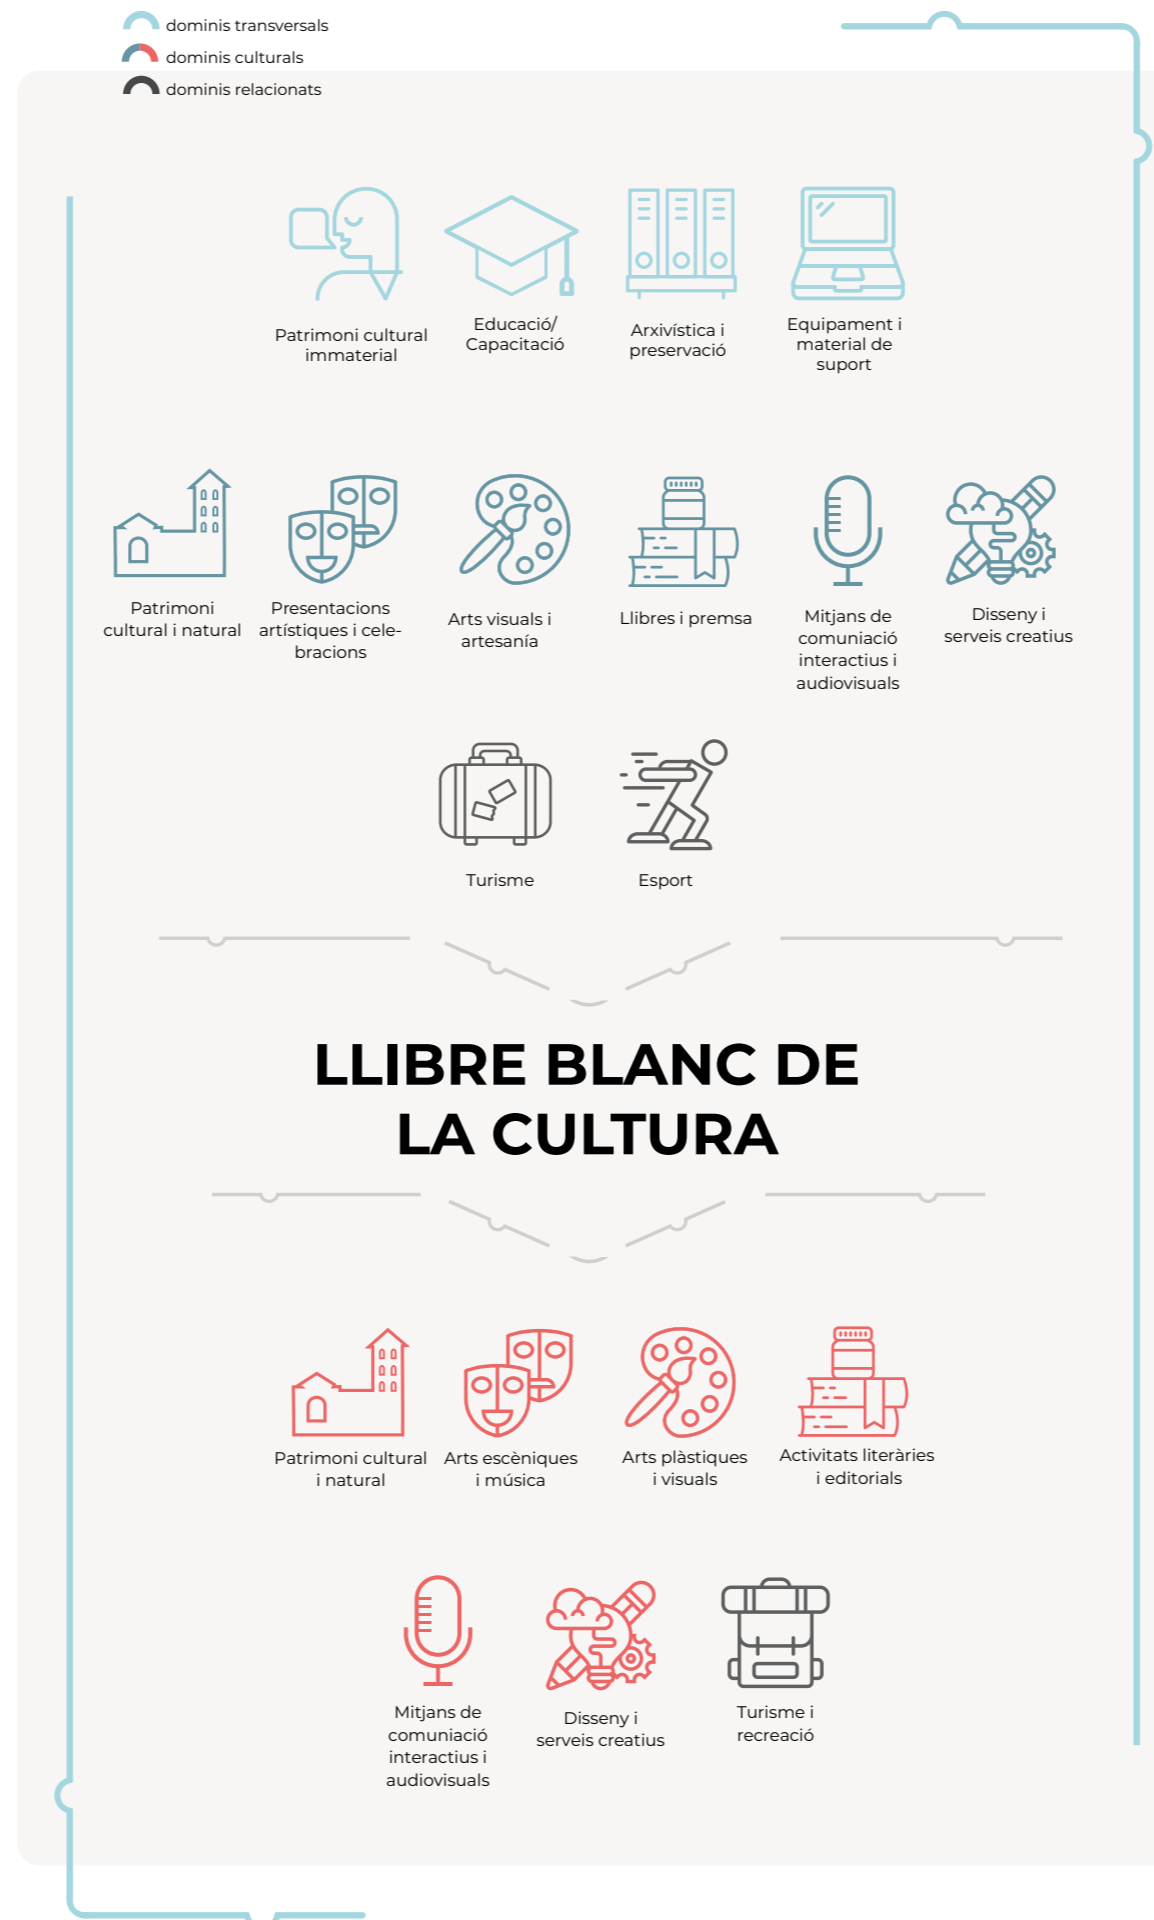 dominis transversals
dominis culturals
dominis relacionats
Patrimoni cultural
immaterial
Educació/
Capacitació
Arxivística i
preservació
Equipament i
material de
suport
Patrimoni
cultural i natural
Presentacions
artístiques i cele-
bracions
Arts visuals i
artesanía
Llibres i premsa
Mitjans de
comuniació
interactius i
audiovisuals
Disseny i
serveis creatius
Turisme
Esport
LLIBRE BLANC DE
LA CULTURA
Patrimoni cultural
i natural
Arts escèniques
i música
Arts plàstiques
i visuals
Activitats literàries
i editorials
Mitjans de
comuniació
interactius i
audiovisuals
Disseny i
serveis creatius
Turisme i
recreació